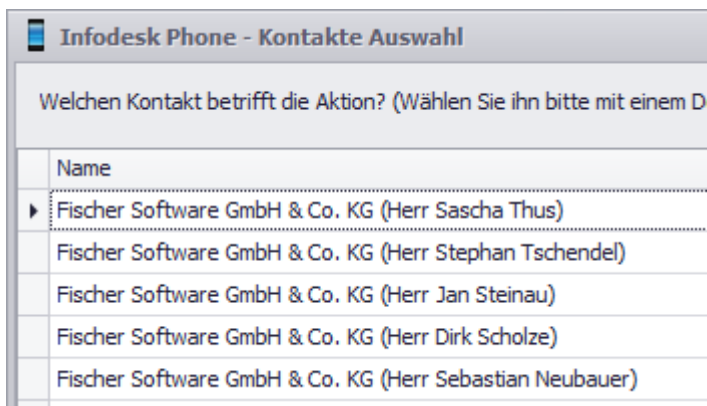 Infodesk Phone - Kontakte Auswahl
Welchen Kontakt betrifft die Aktion? (Wählen Sie ihn bitte mit einem D
Name
Fischer Software GmbH & Co. KG (Herr Sascha Thus)
Fischer Software GmbH & Co. KG (Herr Stephan Tschendel)
Fischer Software GmbH & Co. KG (Herr Jan Steinau)
Fischer Software GmbH & Co. KG (Herr Dirk Scholze)
Fischer Software GmbH & Co. KG (Herr Sebastian Neubauer)